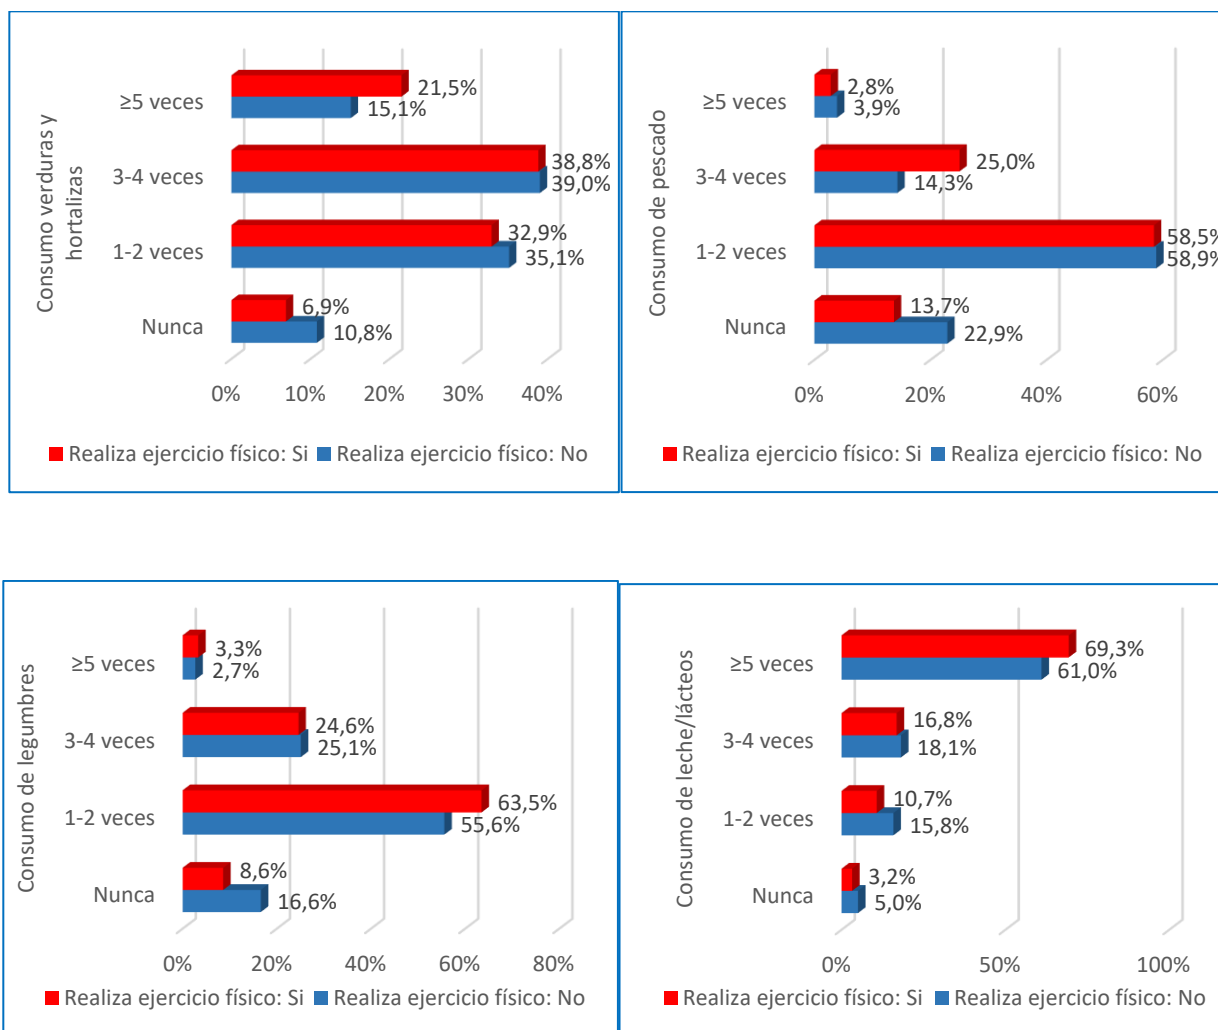 Consumo verduras y
hortalizas
≥5 veces
21,5%
15,1%
3-4 veces
38,8%
39,0%
1-2 veces
32,9%
35,1%
Nunca
6,9%
10,8%
0% 10% 20% 30% 40%
Realiza ejercicio físico: Si Realiza ejercicio físico: No
Consumo de pescado
≥5 veces
2,8%
3,9%
3-4 veces
25,0%
14,3%
1-2 veces
58,5%
58,9%
Nunca
13,7%
22,9%
0% 20% 40% 60%
Realiza ejercicio físico: Si Realiza ejercicio físico: No
Consumo de legumbres
≥5 veces
3,3%
2,7%
3-4 veces
24,6%
25,1%
1-2 veces
63,5%
55,6%
Nunca
8,6%
16,6%
0% 20% 40% 60% 80%
Realiza ejercicio físico: Si Realiza ejercicio físico: No
Consumo de leche/lácteos
≥5 veces
69,3%
61,0%
3-4 veces
16,8%
18,1%
1-2 veces
10,7%
15,8%
Nunca
3,2%
5,0%
0% 50% 100%
Realiza ejercicio físico: Si Realiza ejercicio físico: No